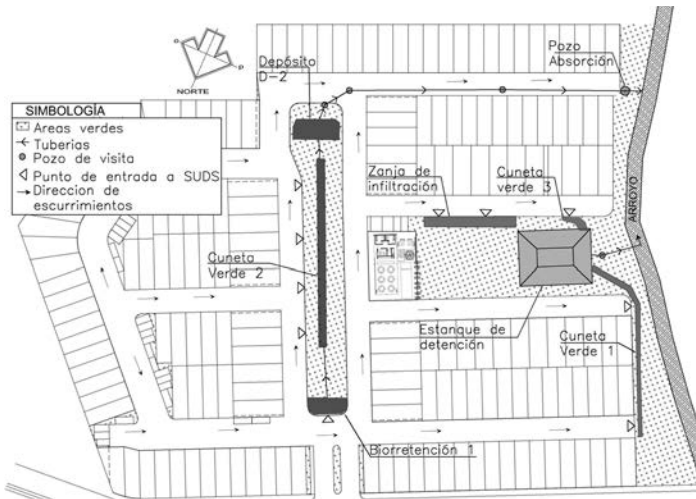 NORTE
Depósito
D-2
Pozo
Absorción
SIMBOLOGÍA
Areas verdes
Tuberias
Pozo de visita
Punto de entrada a SUDS
Direccion de
escurrimientos
Zanja de
infiltración
Cuneta
verde 3
ARROYO
Cuneta
Verde 2
Estanque de
detención
Cuneta
Verde 1
Biorretención 1